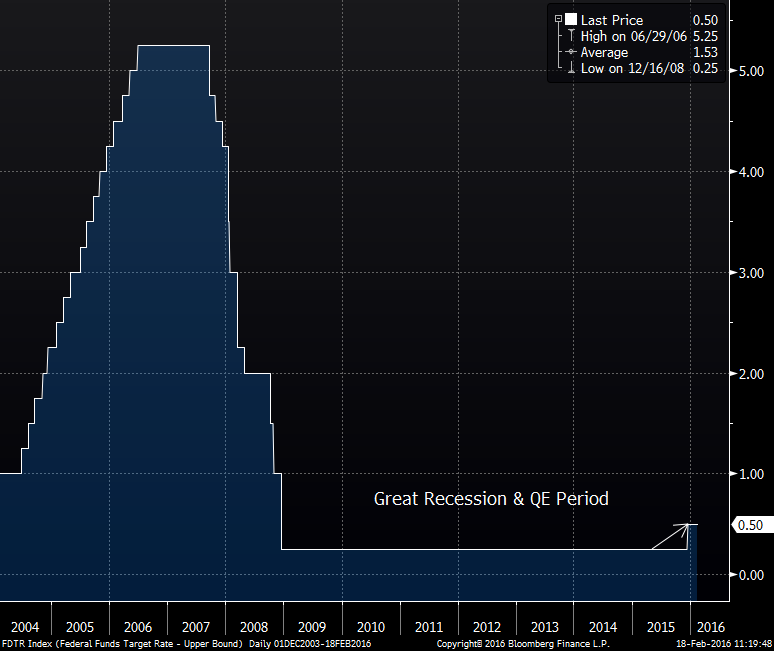 Last Price 0.50
High on 06/29/06 5.25
Average 1.53
Low on 12/16/08 0.25
5.00
4.00
3.00
2.00
1.00
Great Recession & QE Period
0.50
0.00
2004 2005 2006 2007 2008 2009 2010 2011 2012 2013 2014 2015 2016
FDTR Index (Federal Funds Target Rate - Upper Bound) Daily 01DEC2003-18FEB2016 Copyright© 2016 Bloomberg Finance L.P. 18-Feb-2016 11:19:48